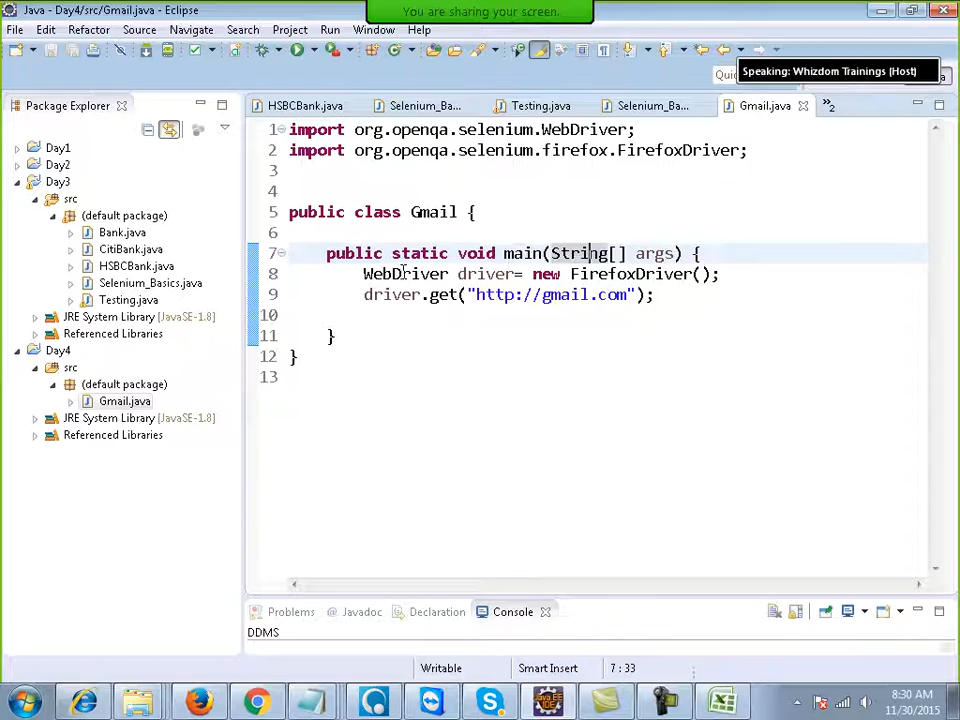 Java - Day4/src/Gmail.java - Eclipse
You are sharing your screen.
File Edit Refactor Source Navigate Search Project Run Window Help
Speaking: Whizdom Trainings (Host)
Package Explorer
HSBCBank.java Selenium_Ba... Testing.java Selenium_Ba... Gmail.java 2
Day1
Day2
Day3
src
(default package)
Bank.java
CitiBank.java
HSBCBank.java
Selenium_Basics.java
Testing.java
JRE System Library [JavaSE-1.8]
Referenced Libraries
Day4
src
(default package)
Gmail.java
JRE System Library [JavaSE-1.8]
Referenced Libraries
1 import org.openqa.selenium.WebDriver;
2 import org.openqa.selenium.firefox.FirefoxDriver;
3
4
5 public class Gmail {
6
7 public static void main(String[] args) {
8 WebDriver driver= new FirefoxDriver();
9 driver.get("http://gmail.com");
10
11 }
12 }
13
Problems @ Javadoc Declaration Console
DDMS
Writable Smart Insert 7 : 33
8:30 AM
11/30/2015